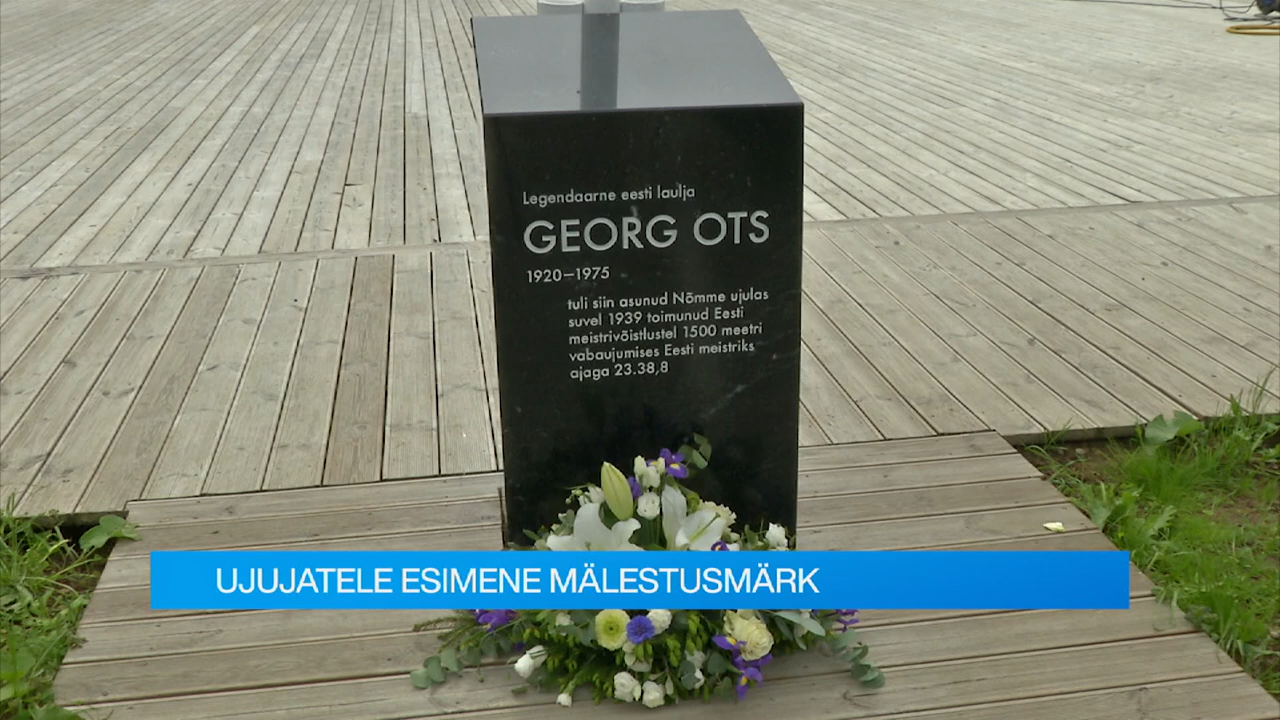 Legendaarne eesti laulja
GEORG OTS
1920–1975
tuli siin asunud Nõmme ujulas
suvel 1939 toimunud Eesti
meistrivõistlustel 1500 meetri
vabaujumises Eesti meistriks
ajaga 23.38,8
UJUJATELE ESIMENE MÄLESTUSMÄRK